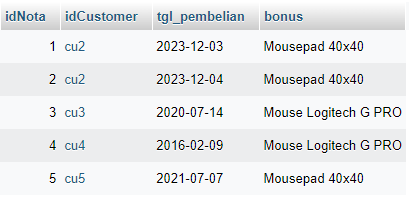 idNota idCustomer tgl_pembelian bonus
1 cu2 2023-12-03 Mousepad 40x40
2 cu2 2023-12-04 Mousepad 40x40
3 cu3 2020-07-14 Mouse Logitech G PRO
4 cu4 2016-02-09 Mouse Logitech G PRO
5 cu5 2021-07-07 Mousepad 40x40